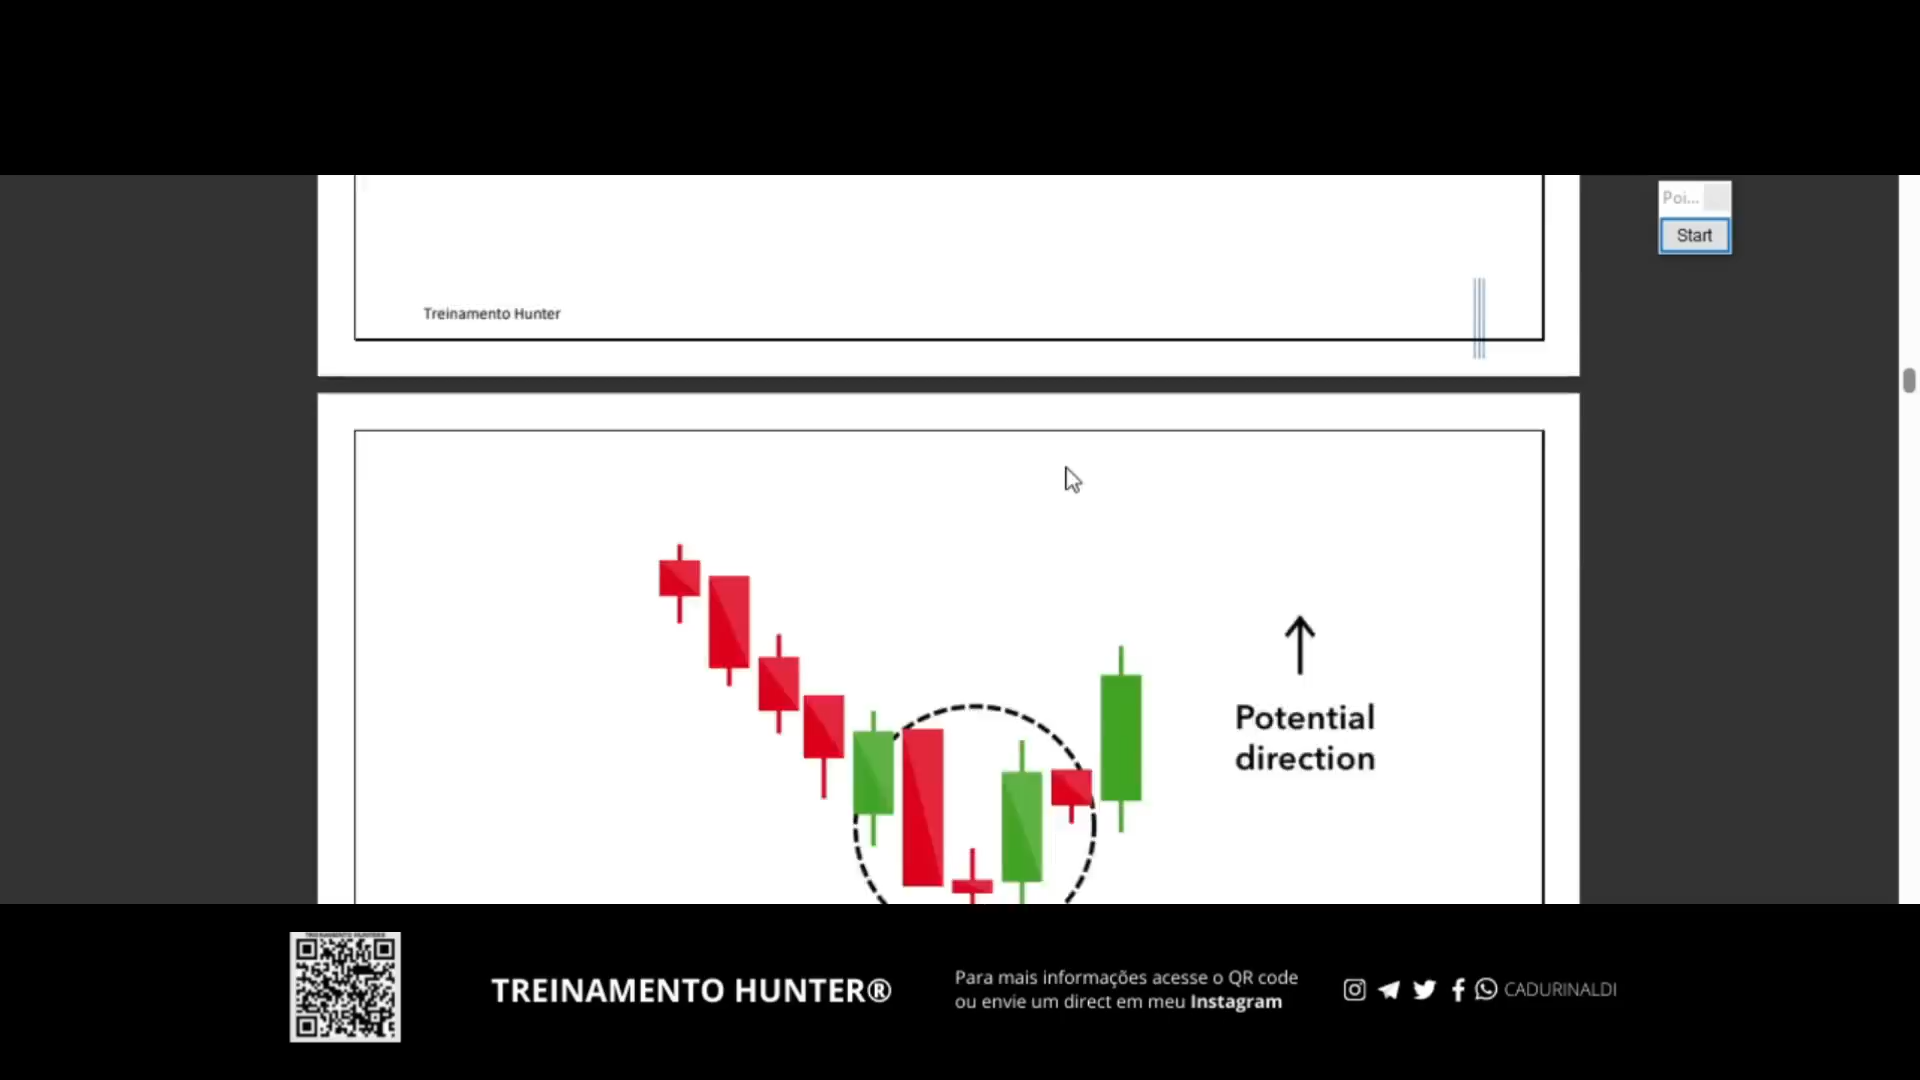 Poi...
Start
Treinamento Hunter
Potential
direction
TREINAMENTO HUNTER®
Para mais informações acesse o QR code
ou envie um direct em meu Instagram
CADURINALDI